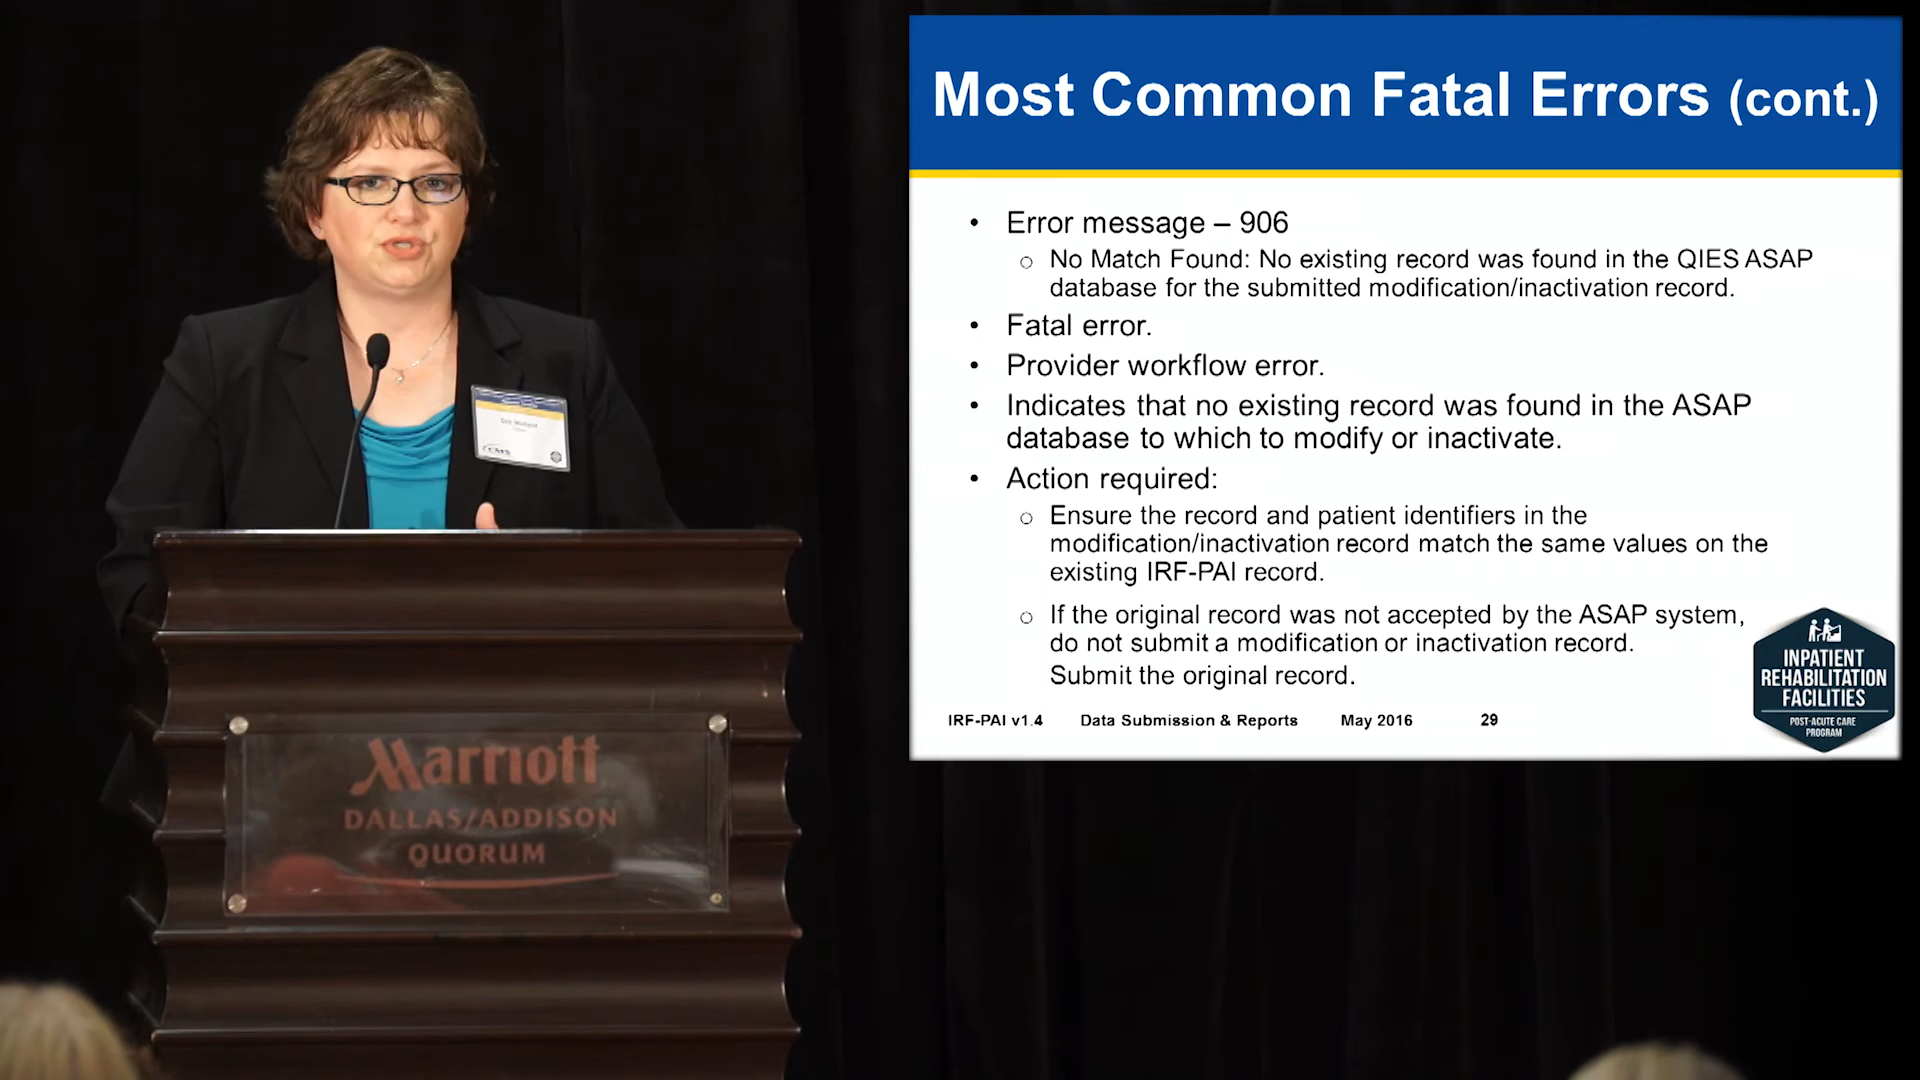 Most Common Fatal Errors (cont.)
• Error message – 906
○ No Match Found: No existing record was found in the QIES ASAP
database for the submitted modification/inactivation record.
• Fatal error.
• Provider workflow error.
• Indicates that no existing record was found in the ASAP
database to which to modify or inactivate.
• Action required:
○ Ensure the record and patient identifiers in the
modification/inactivation record match the same values on the
existing IRF-PAI record.
○ If the original record was not accepted by the ASAP system,
do not submit a modification or inactivation record.
Submit the original record.
IRF-PAI v1.4 Data Submission & Reports May 2016 29
INPATIENT
REHABILITATION
FACILITIES
POST-ACUTE CARE
PROGRAM
CMS
Marriott
DALLAS/ADDISON
QUORUM